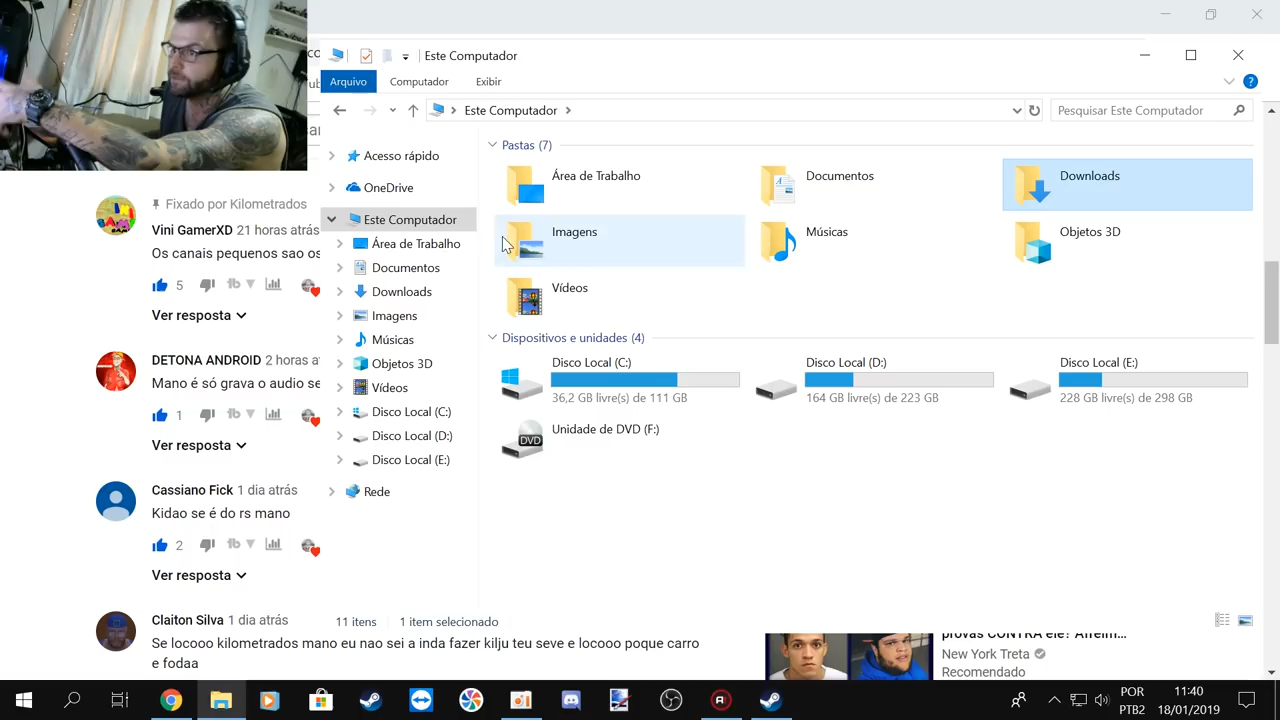 Este Computador
Arquivo
Computador
Exibir
Este Computador
Pesquisar Este Computador
Acesso rápido
OneDrive
Este Computador
Área de Trabalho
Documentos
Downloads
Imagens
Músicas
Objetos 3D
Vídeos
Disco Local (C:)
Disco Local (D:)
Disco Local (E:)
Rede
Pastas (7)
Área de Trabalho
Documentos
Downloads
Imagens
Músicas
Objetos 3D
Vídeos
Dispositivos e unidades (4)
Disco Local (C:)
36,2 GB livre(s) de 111 GB
Disco Local (D:)
164 GB livre(s) de 223 GB
Disco Local (E:)
228 GB livre(s) de 298 GB
Unidade de DVD (F:)
DVD
11 itens
1 item selecionado
Fixado por Kilometrados
Vini GamerXD 21 horas atrás
Os canais pequenos sao os
5
Ver resposta
DETONA ANDROID 2 horas a
Mano é só grava o audio se
1
Ver resposta
Cassiano Fick 1 dia atrás
Kidao se é do rs mano
2
Ver resposta
Claiton Silva 1 dia atrás
Se locooo kilometrados mano eu nao sei a inda fazer kilju teu seve e locooo poque carro
e fodaa
New York Treta
Recomendado
POR
PTB2
11:40
18/01/2019